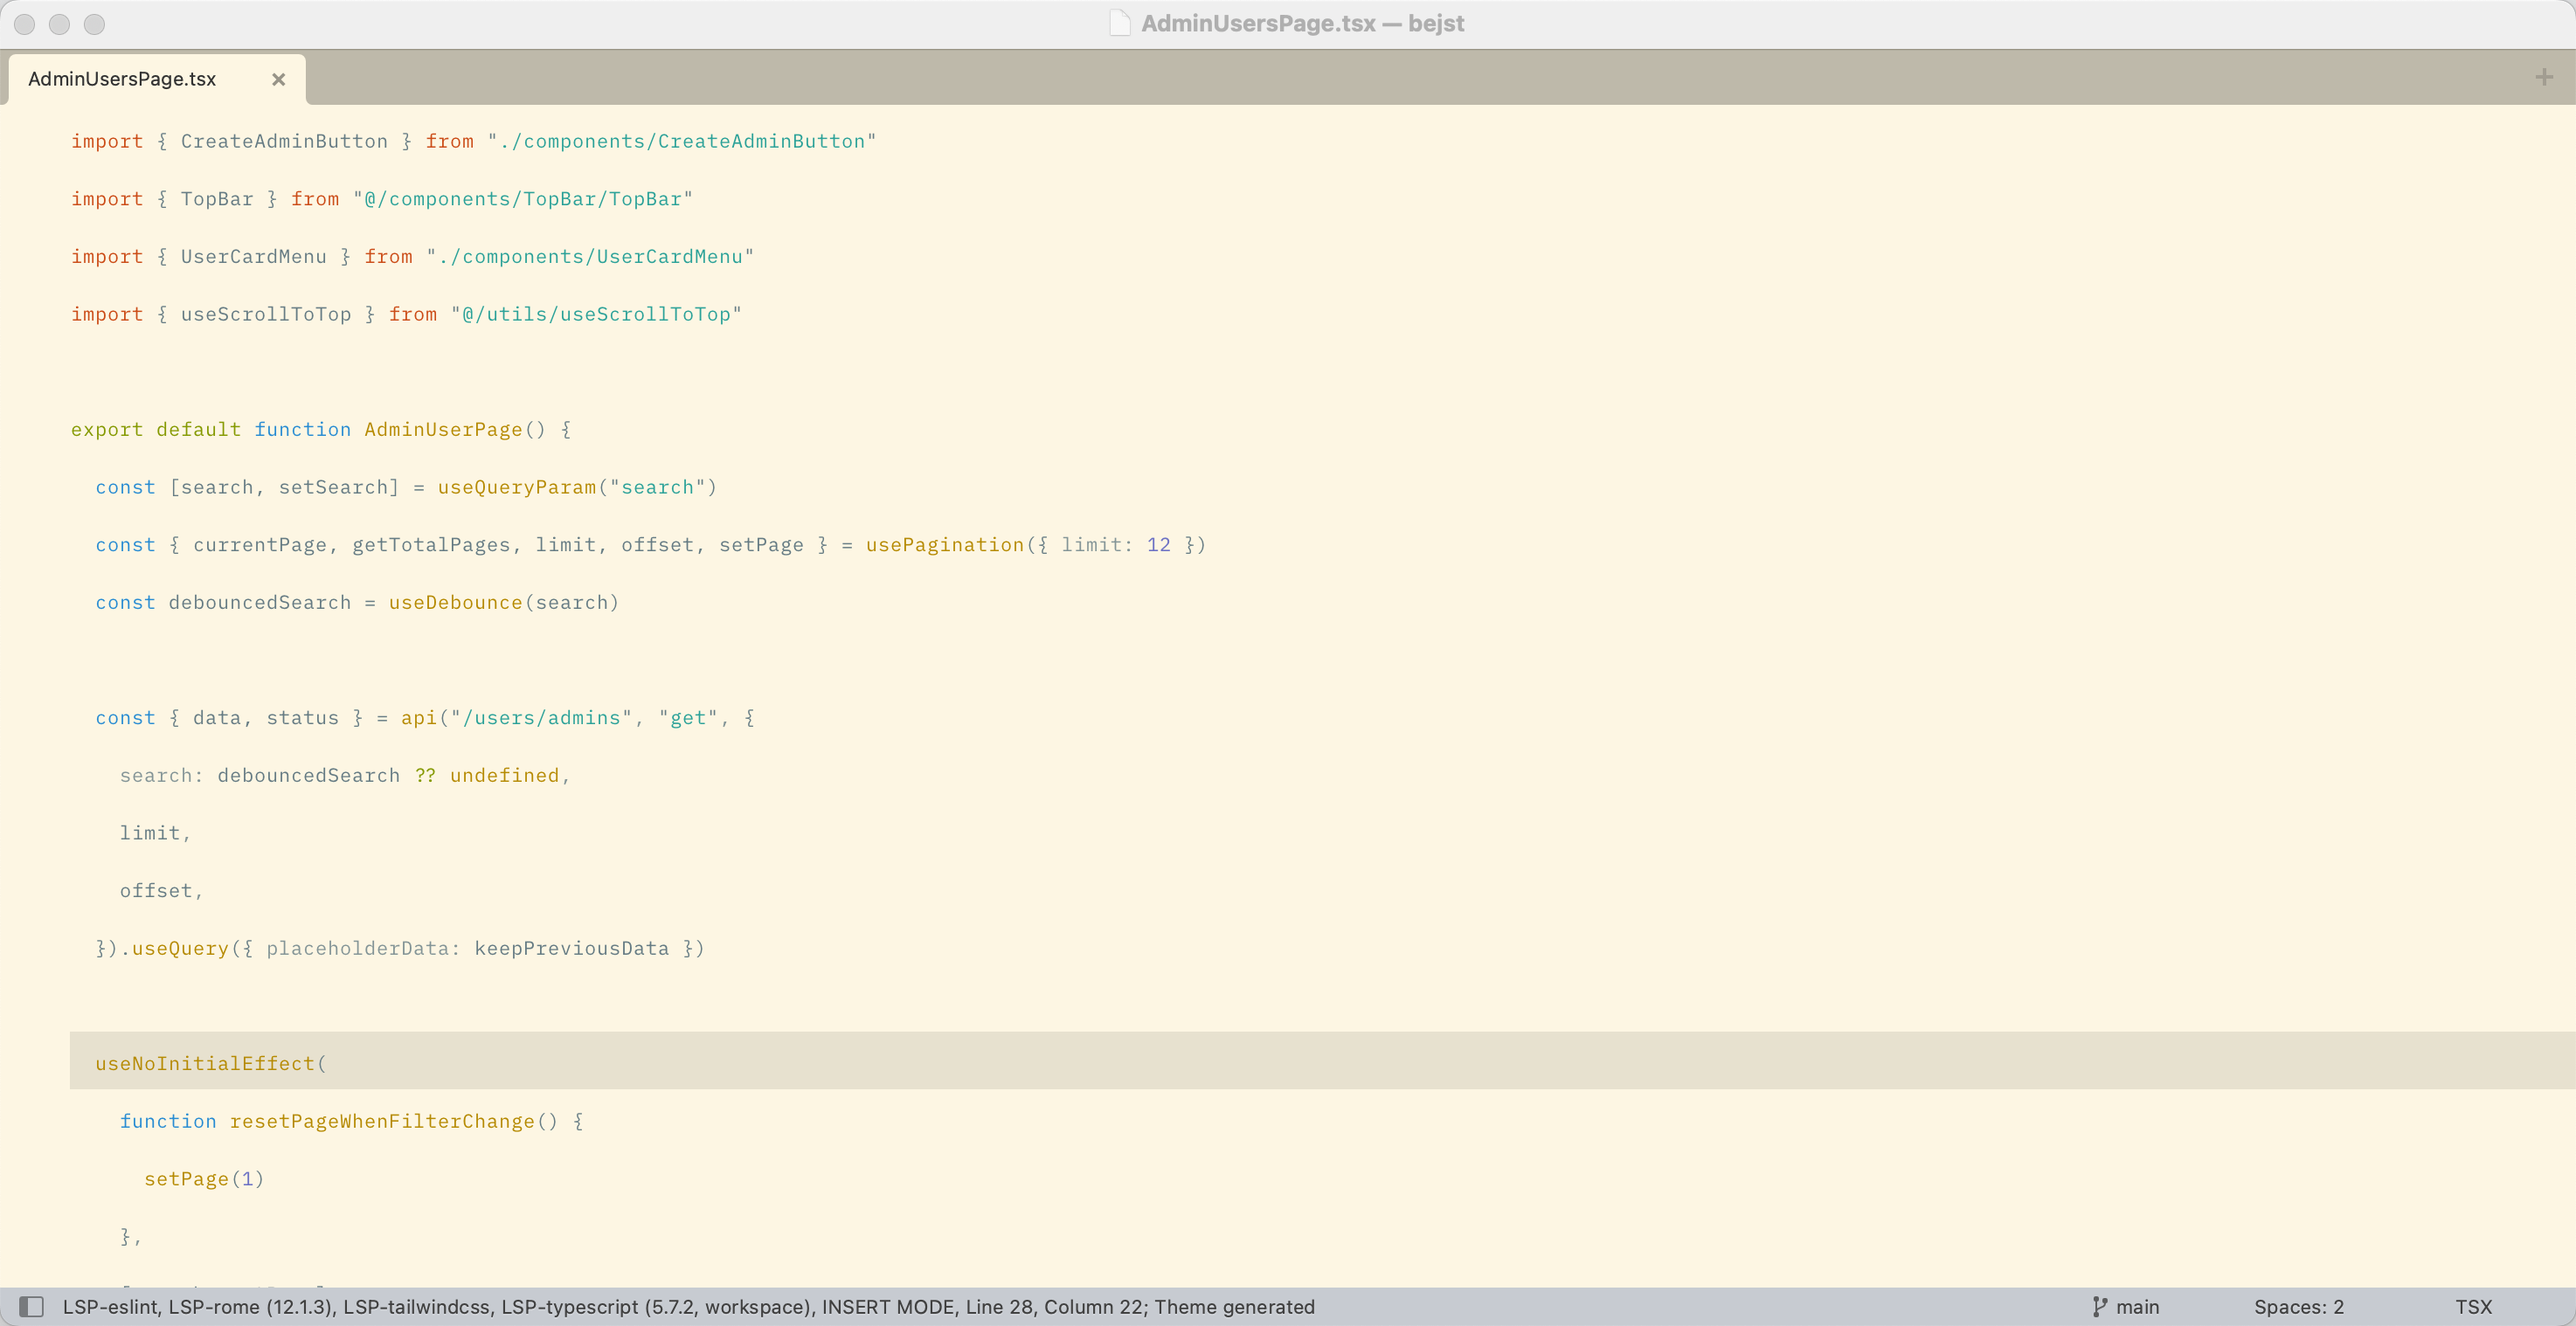 AdminUsersPage.tsx — bejst
AdminUsersPage.tsx
import { CreateAdminButton } from "./components/CreateAdminButton"
import { TopBar } from "@/components/TopBar/TopBar"
import { UserCardMenu } from "./components/UserCardMenu"
import { useScrollToTop } from "@/utils/useScrollToTop"
export default function AdminUserPage() {
const [search, setSearch] = useQueryParam("search")
const { currentPage, getTotalPages, limit, offset, setPage } = usePagination({ limit: 12 })
const debouncedSearch = useDebounce(search)
const { data, status } = api("/users/admins", "get", {
search: debouncedSearch ?? undefined,
limit,
offset,
}).useQuery({ placeholderData: keepPreviousData })
useNoInitialEffect(
function resetPageWhenFilterChange() {
setPage(1)
},
LSP-eslint, LSP-rome (12.1.3), LSP-tailwindcss, LSP-typescript (5.7.2, workspace), INSERT MODE, Line 28, Column 22; Theme generated
main
Spaces: 2
TSX